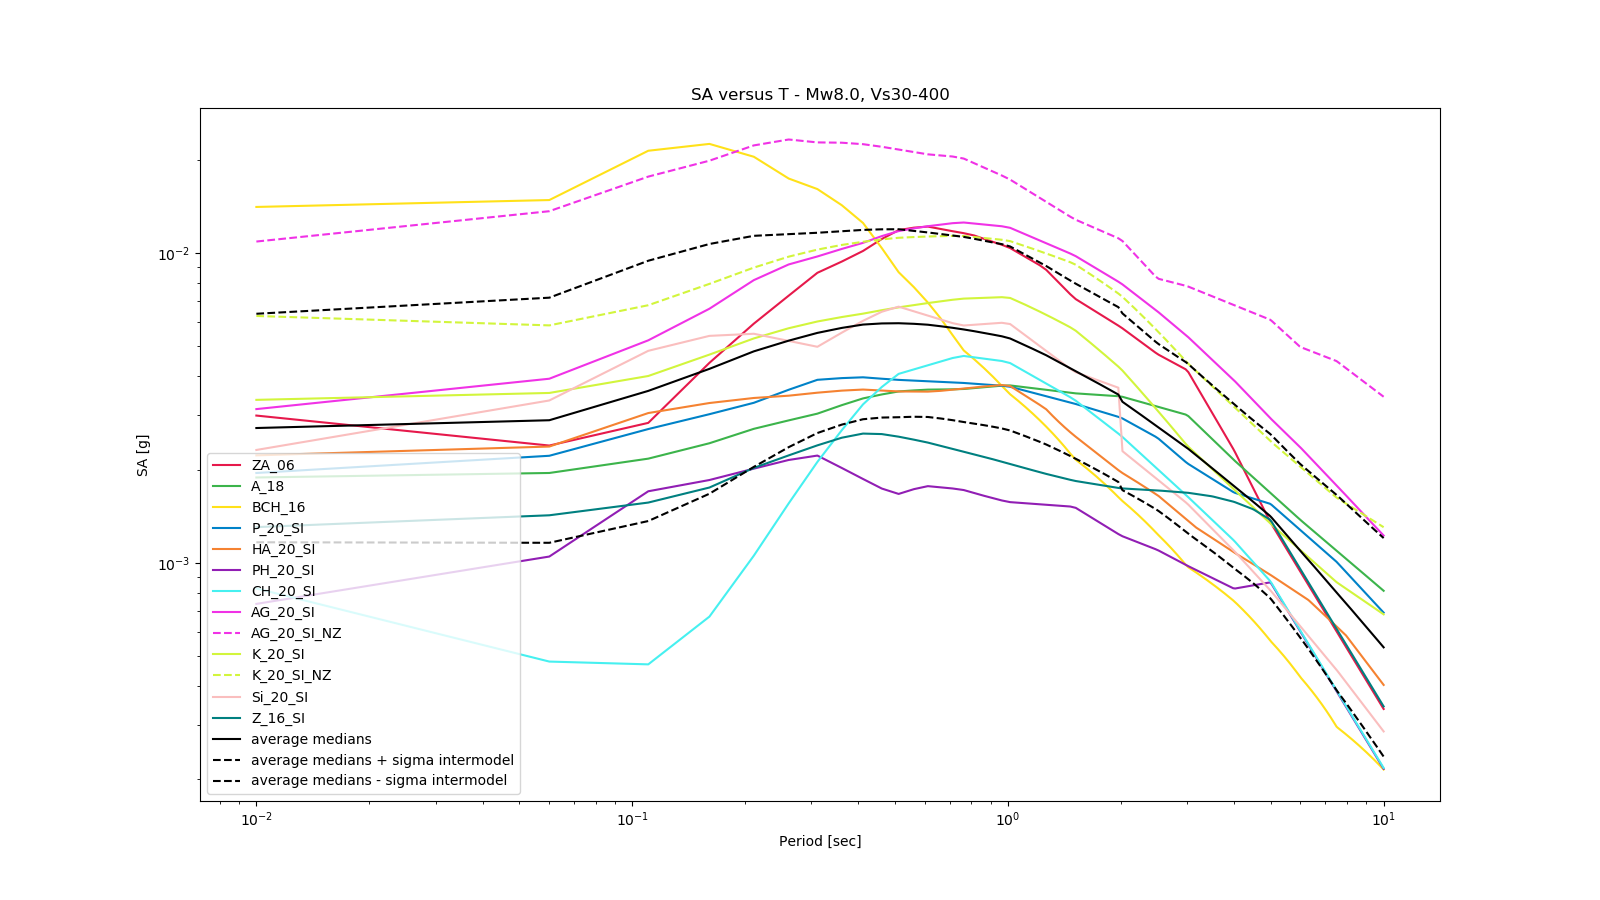 SA versus T - Mw8.0, Vs30-400
SA [g]
10⁻²
10⁻³
ZA_06
A_18
BCH_16
P_20_SI
HA_20_SI
PH_20_SI
CH_20_SI
AG_20_SI
AG_20_SI_NZ
K_20_SI
K_20_SI_NZ
Si_20_SI
Z_16_SI
average medians
average medians + sigma intermodel
average medians - sigma intermodel
10⁻² 10⁻¹ 10⁰ 10¹
Period [sec]